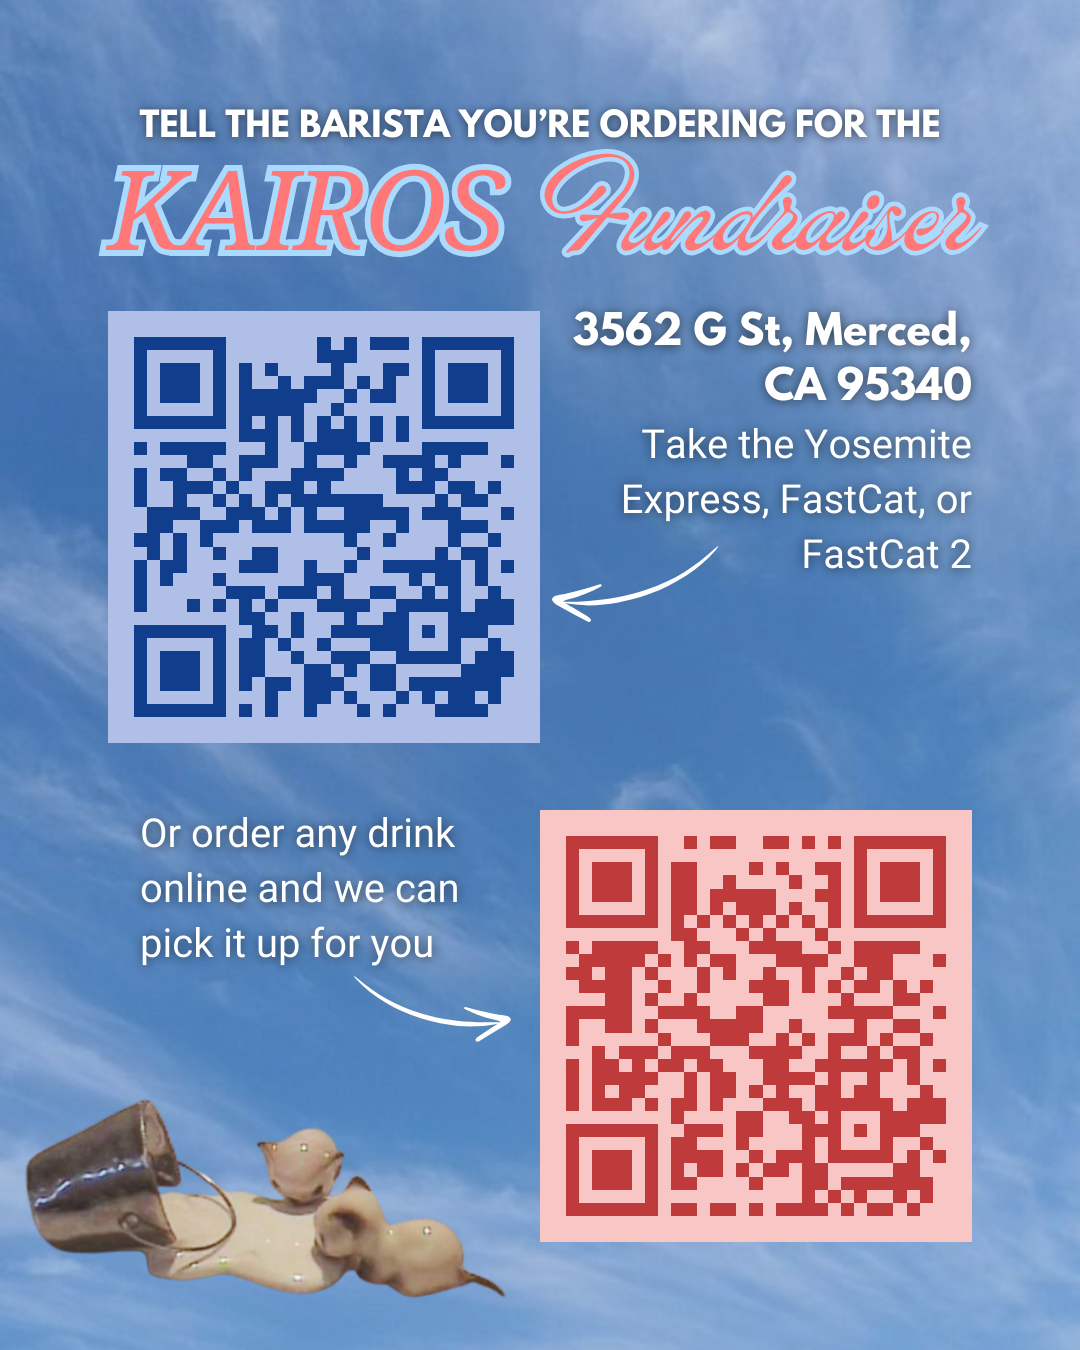 TELL THE BARISTA YOU’RE ORDERING FOR THE
KAIROS Fundraiser
3562 G St, Merced,
CA 95340
Take the Yosemite
Express, FastCat, or
FastCat 2
Or order any drink
online and we can
pick it up for you